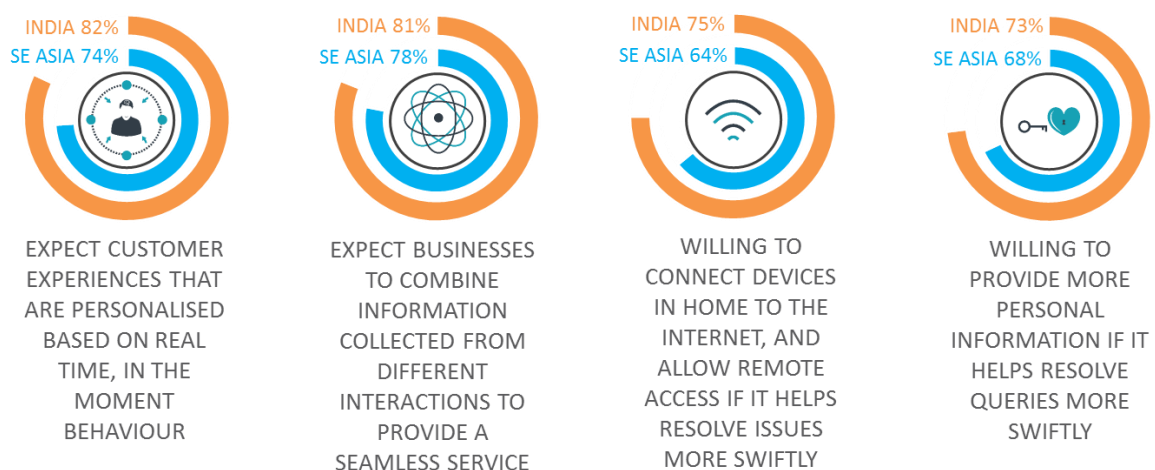 INDIA 82%
SE ASIA 74%
EXPECT CUSTOMER
EXPERIENCES THAT
ARE PERSONALISED
BASED ON REAL
TIME, IN THE
MOMENT
BEHAVIOUR
INDIA 81%
SE ASIA 78%
EXPECT BUSINESSES
TO COMBINE
INFORMATION
COLLECTED FROM
DIFFERENT
INTERACTIONS TO
PROVIDE A
SEAMLESS SERVICE
INDIA 75%
SE ASIA 64%
WILLING TO
CONNECT DEVICES
IN HOME TO THE
INTERNET, AND
ALLOW REMOTE
ACCESS IF IT HELPS
RESOLVE ISSUES
MORE SWIFTLY
INDIA 73%
SE ASIA 68%
WILLING TO
PROVIDE MORE
PERSONAL
INFORMATION IF IT
HELPS RESOLVE
QUERIES MORE
SWIFTLY